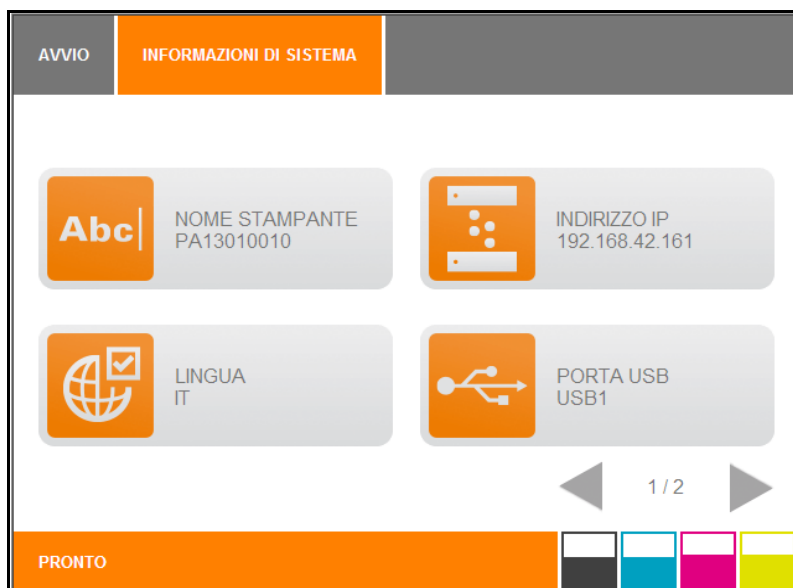 AVVIO
INFORMAZIONI DI SISTEMA
Abc
NOME STAMPANTE
PA13010010
INDIRIZZO IP
192.168.42.161
LINGUA
IT
PORTA USB
USB1
1 / 2
PRONTO